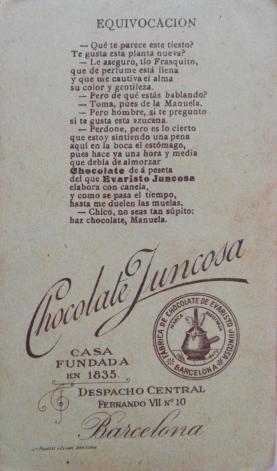 EQUIVOCACION
— Qué te parece este tiesto?
Te gusta esta planta nueva?
— Le aseguro, tío Frasquito,
que de perfume está llena
y que me cautiva el alma
su color y gentileza.
— Pero de qué estás hablando?
— Toma, pues de la Manuela.
— Pero hombre, si te pregunto
si te gusta esta azucena.
— Perdone, pero es lo cierto
que estoy sintiendo una pena
aquí en la boca el estómago,
pues hace ya una hora y media
que debía de almorzar
Chocolate de á peseta
del que Evaristo Juncosa
elabora con canela,
y como se pasa el tiempo,
hasta me duelen las muelas.
— Chico, no seas tan súpito:
haz chocolate, Manuela.
Chocolate Juncosa
FABRICA DE CHOCOLATE DE EVARISTO JUNCOSA
BARCELONA
CASA
FUNDADA
EN 1835.
DESPACHO CENTRAL
FERNANDO VII Nº 10
Barcelona